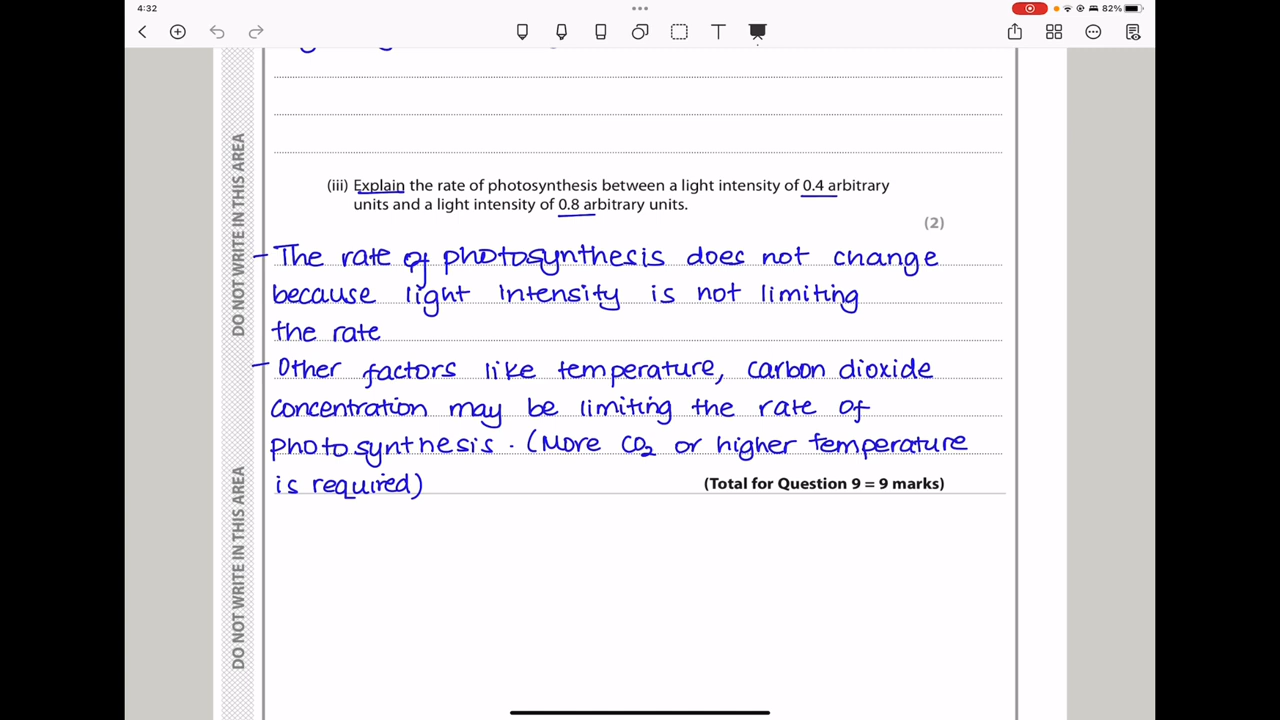 4:32
82%
DO NOT WRITE IN THIS AREA
(iii) Explain the rate of photosynthesis between a light intensity of 0.4 arbitrary
units and a light intensity of 0.8 arbitrary units.
(2)
- The rate of photosynthesis does not change
because light intensity is not limiting
the rate
- Other factors like temperature, carbon dioxide
concentration may be limiting the rate of
photosynthesis. (More CO2 or higher temperature
is required)
(Total for Question 9 = 9 marks)
DO NOT WRITE IN THIS AREA